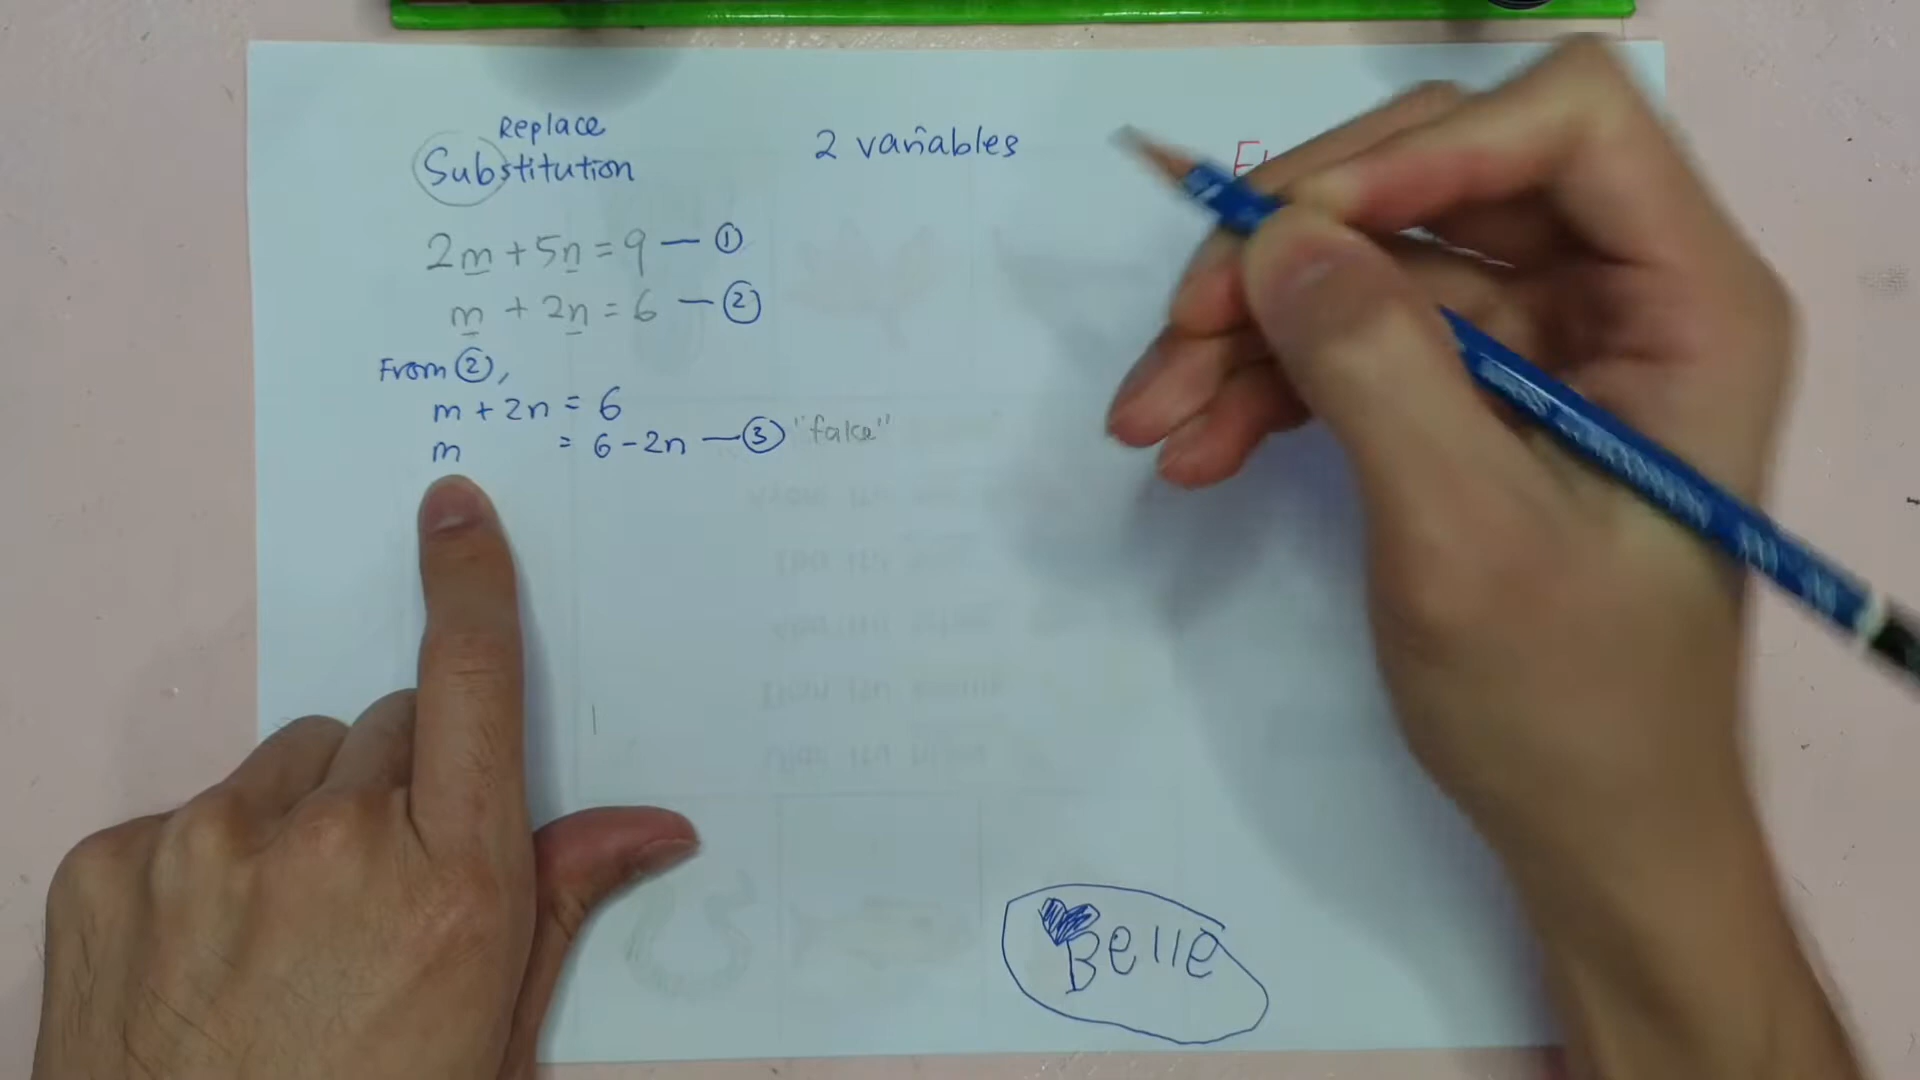 Replace
Substitution
2 variables
2m + 5n = 9 — ①
m + 2n = 6 — ②
From ②,
m + 2n = 6
m = 6 - 2n — ③ "fake"
Belle